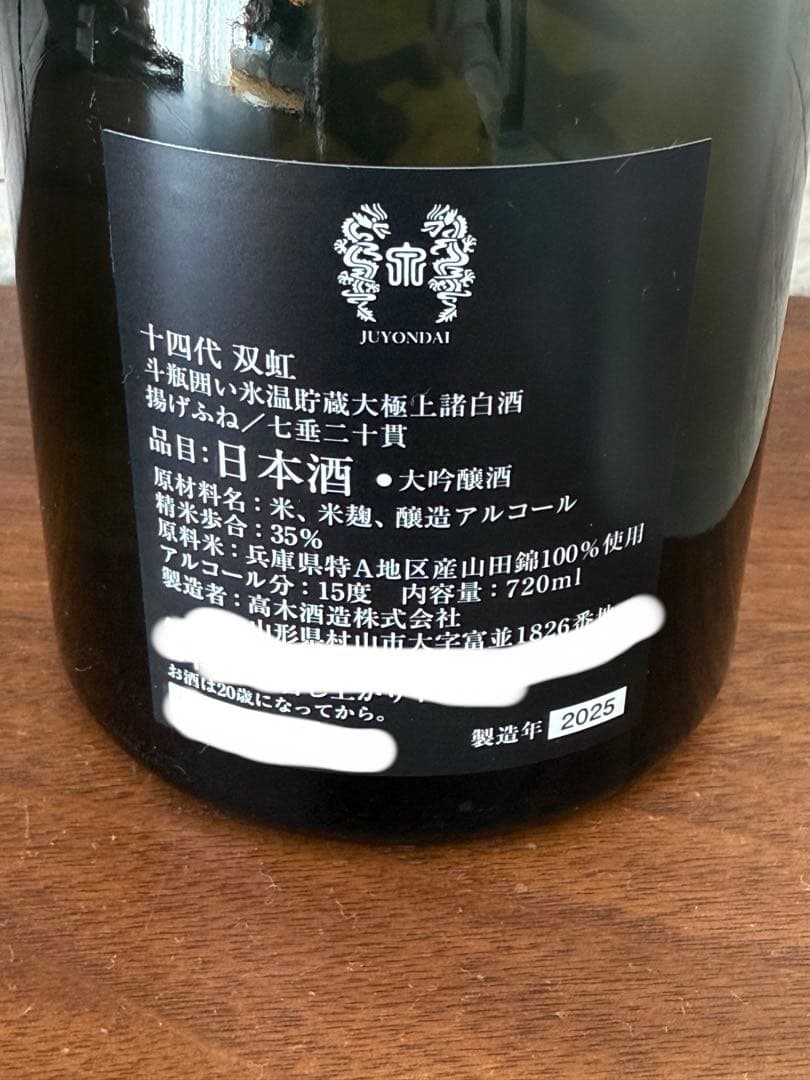 JUYONDAI
十四代 双虹
斗瓶囲い氷温貯蔵大極上諸白酒
揚げふね／七垂二十貫
品目：日本酒 ●大吟醸酒
原材料名：米、米麹、醸造アルコール
精米歩合：35%
原料米：兵庫県特A地区産山田錦100%使用
アルコール分：15度 内容量：720ml
製造者：高木酒造株式会社
山形県村山市大字富並1826番地
お酒は20歳になってから。
製造年 2025